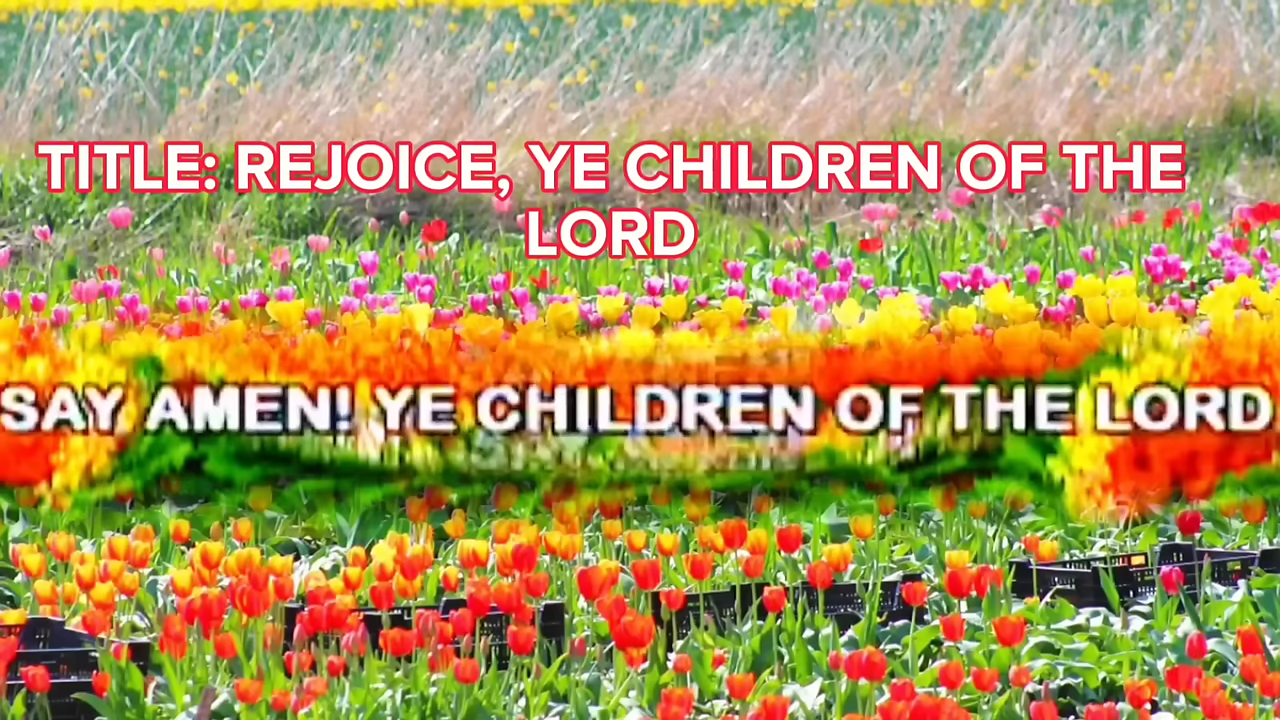 TITLE: REJOICE, YE CHILDREN OF THE
LORD
SAY AMEN! YE CHILDREN OF THE LORD